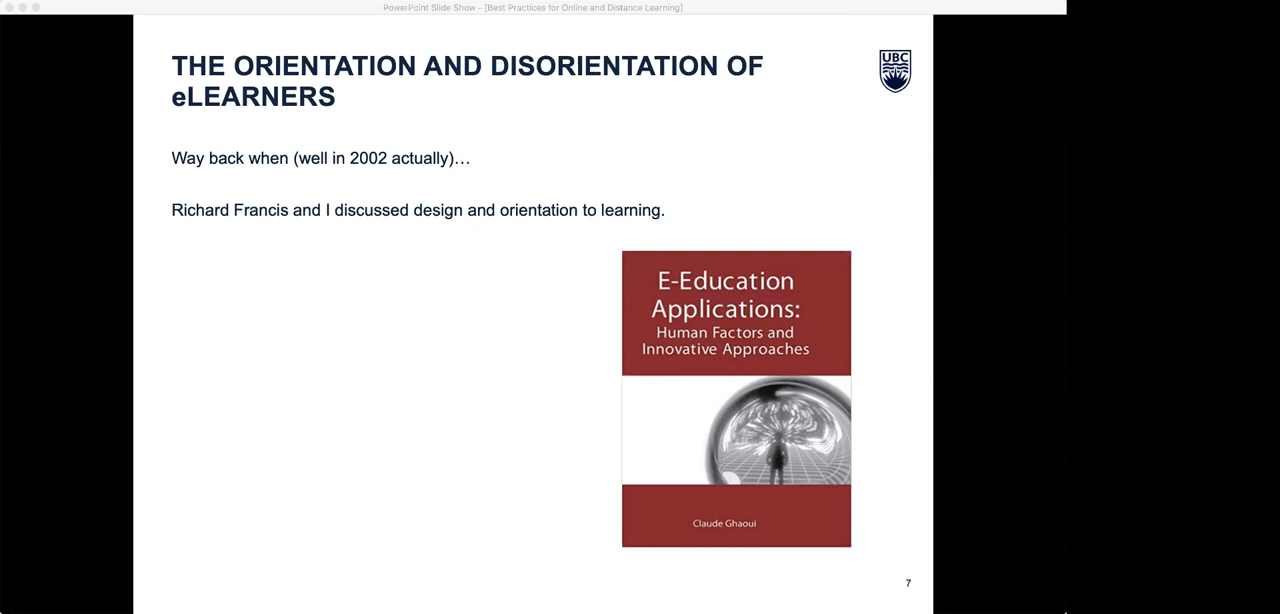 PowerPoint Slide Show - [Best Practices for Online and Distance Learning]
THE ORIENTATION AND DISORIENTATION OF
eLEARNERS
UBC
Way back when (well in 2002 actually)…
Richard Francis and I discussed design and orientation to learning.
E-Education
Applications:
Human Factors and
Innovative Approaches
Claude Ghaoui
7